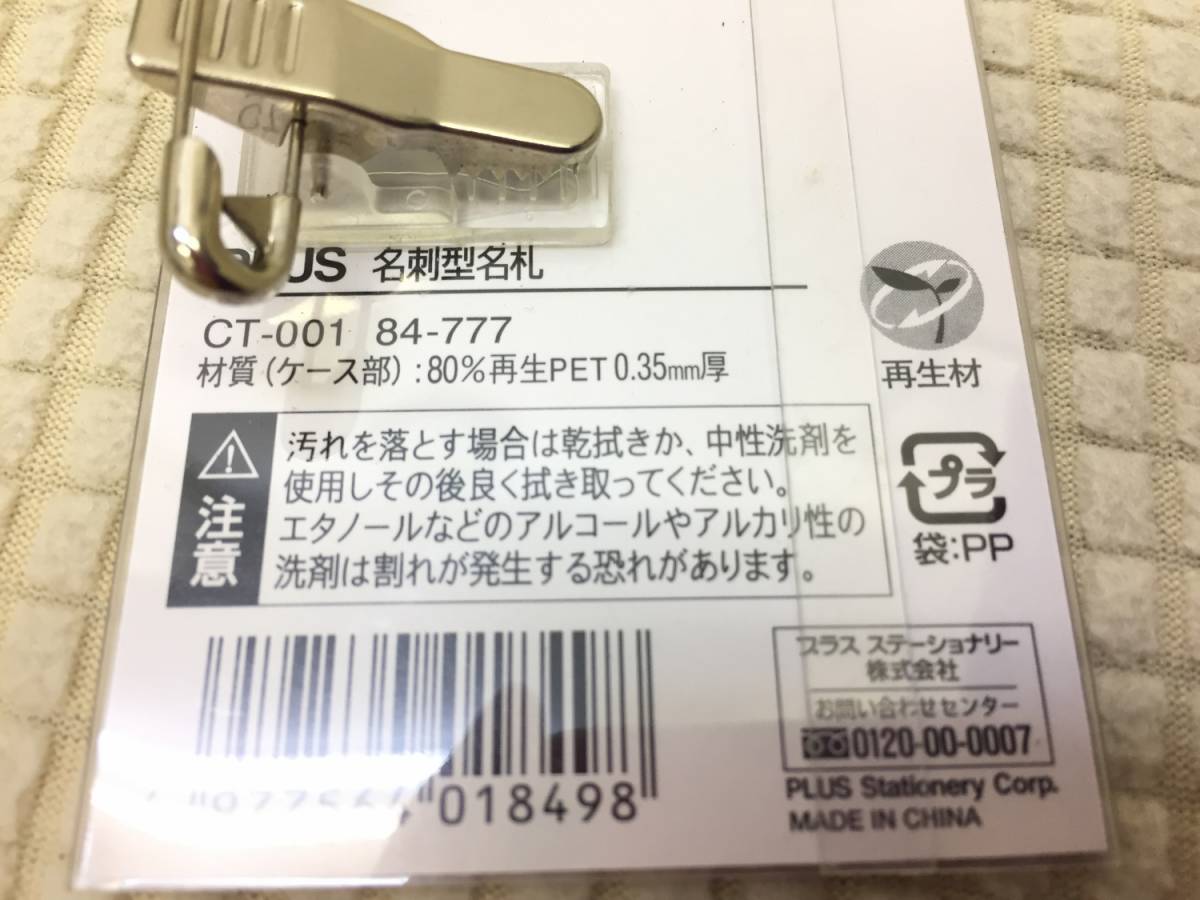 PLUS 名刺型名札
CT-001 84-777
材質(ケース部):80%再生PET 0.35mm厚
再生材
注意
汚れを落とす場合は乾拭きか、中性洗剤を
使用しその後良く拭き取ってください。
エタノールなどのアルコールやアルカリ性の
洗剤は割れが発生する恐れがあります。
プラ
袋:PP
018498
プラス ステーショナリー
株式会社
お問い合わせセンター
0120-00-0007
PLUS Stationery Corp.
MADE IN CHINA